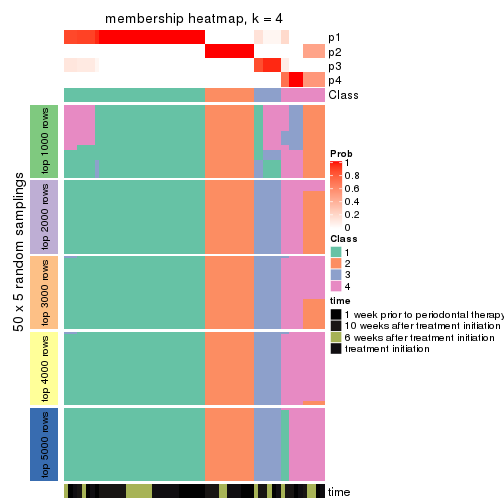 membership heatmap, k = 4
p1
p2
p3
p4
Class
50 x 5 random samplings
top 1000 rows
top 2000 rows
top 3000 rows
top 4000 rows
top 5000 rows
time
Prob
1
0.8
0.6
0.4
0.2
0
Class
1
2
3
4
time
1 week prior to periodontal therapy
10 weeks after treatment initiation
6 weeks after treatment initiation
treatment initiation